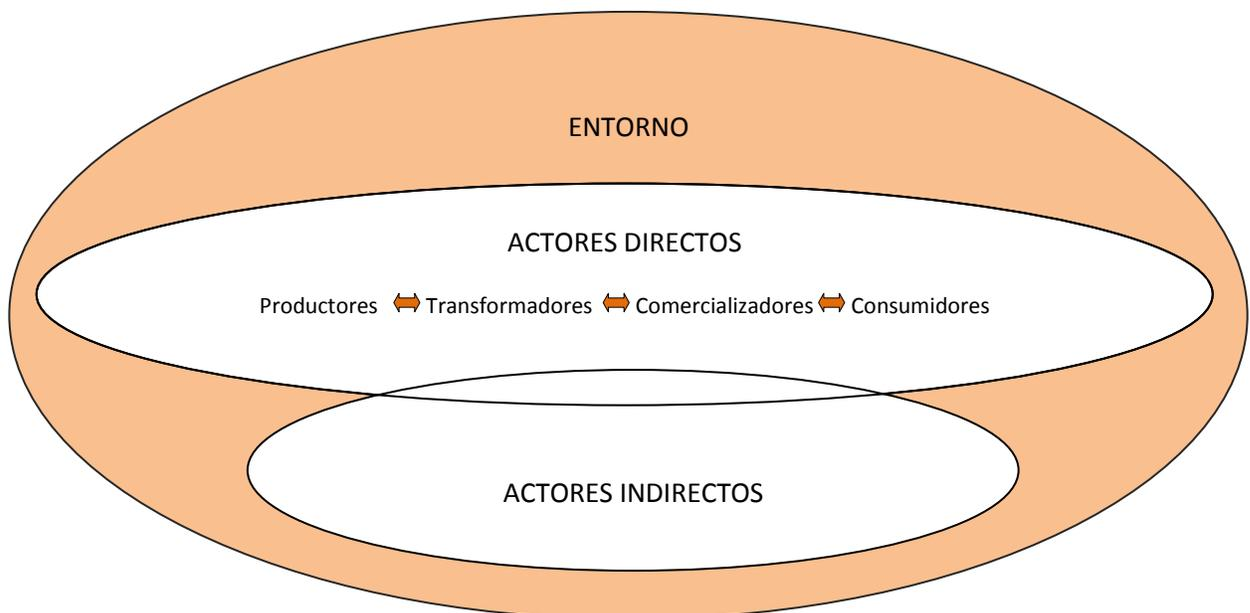 ENTORNO
ACTORES DIRECTOS
Productores Transformadores Comercializadores Consumidores
ACTORES INDIRECTOS